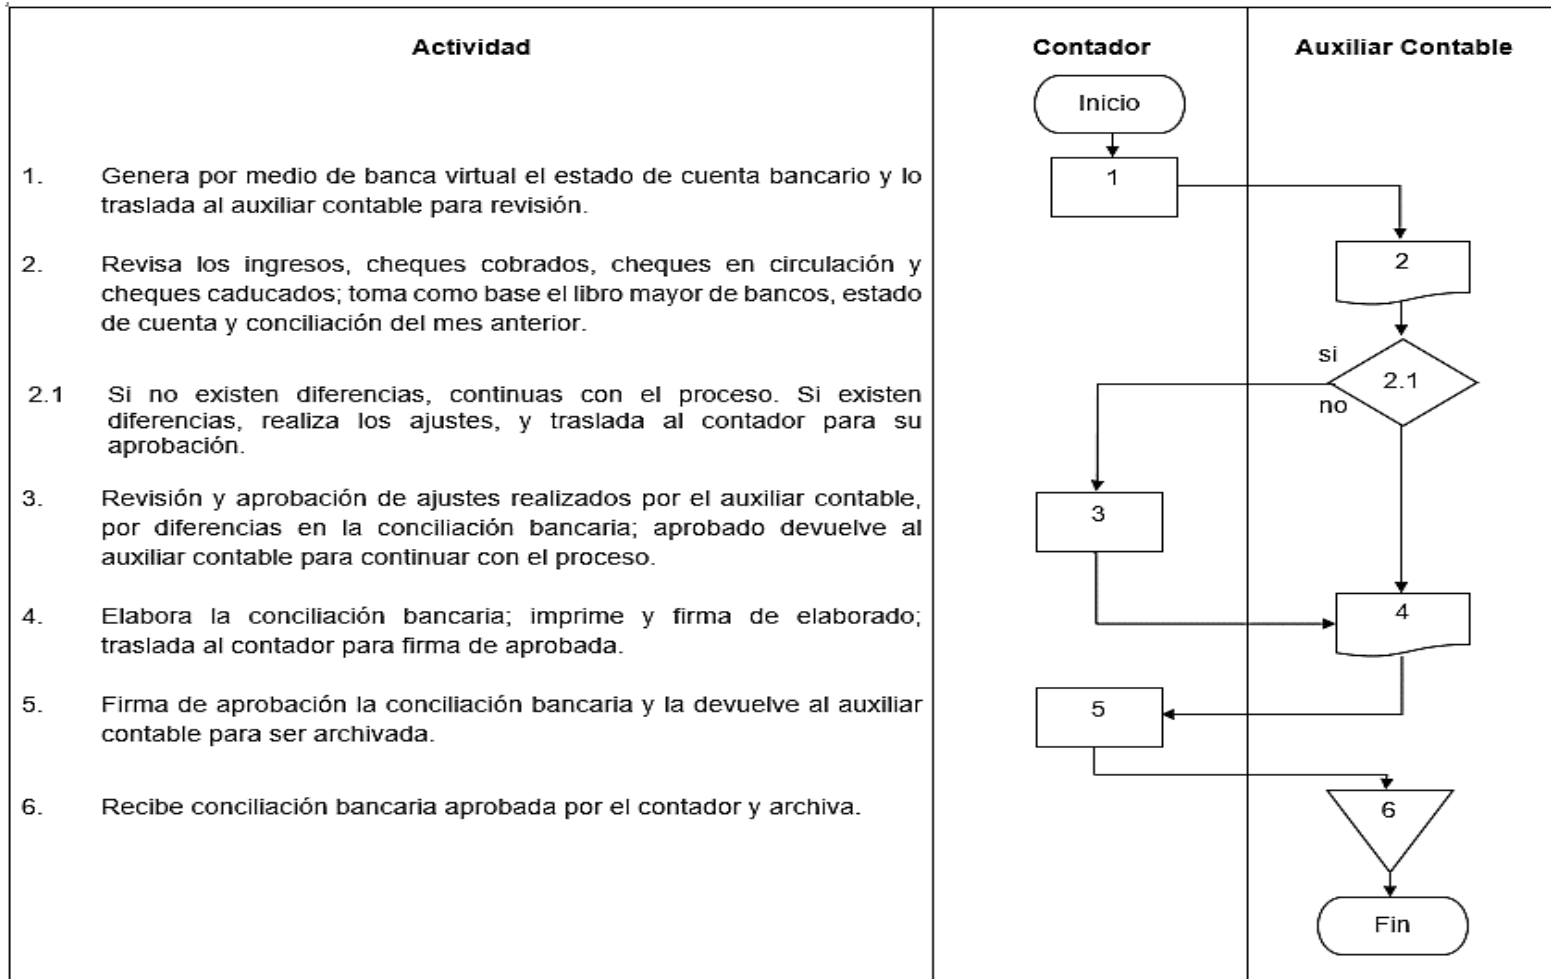 Actividad
Contador
Auxiliar Contable
Inicio
1. Genera por medio de banca virtual el estado de cuenta bancario y lo
traslada al auxiliar contable para revisión.
1
2. Revisa los ingresos, cheques cobrados, cheques en circulación y
cheques caducados; toma como base el libro mayor de bancos, estado
de cuenta y conciliación del mes anterior.
2
2.1 Si no existen diferencias, continuas con el proceso. Si existen
diferencias, realiza los ajustes, y traslada al contador para su
aprobación.
si
2.1
no
3. Revisión y aprobación de ajustes realizados por el auxiliar contable,
por diferencias en la conciliación bancaria; aprobado devuelve al
auxiliar contable para continuar con el proceso.
3
4. Elabora la conciliación bancaria; imprime y firma de elaborado;
traslada al contador para firma de aprobada.
4
5. Firma de aprobación la conciliación bancaria y la devuelve al auxiliar
contable para ser archivada.
5
6. Recibe conciliación bancaria aprobada por el contador y archiva.
6
Fin